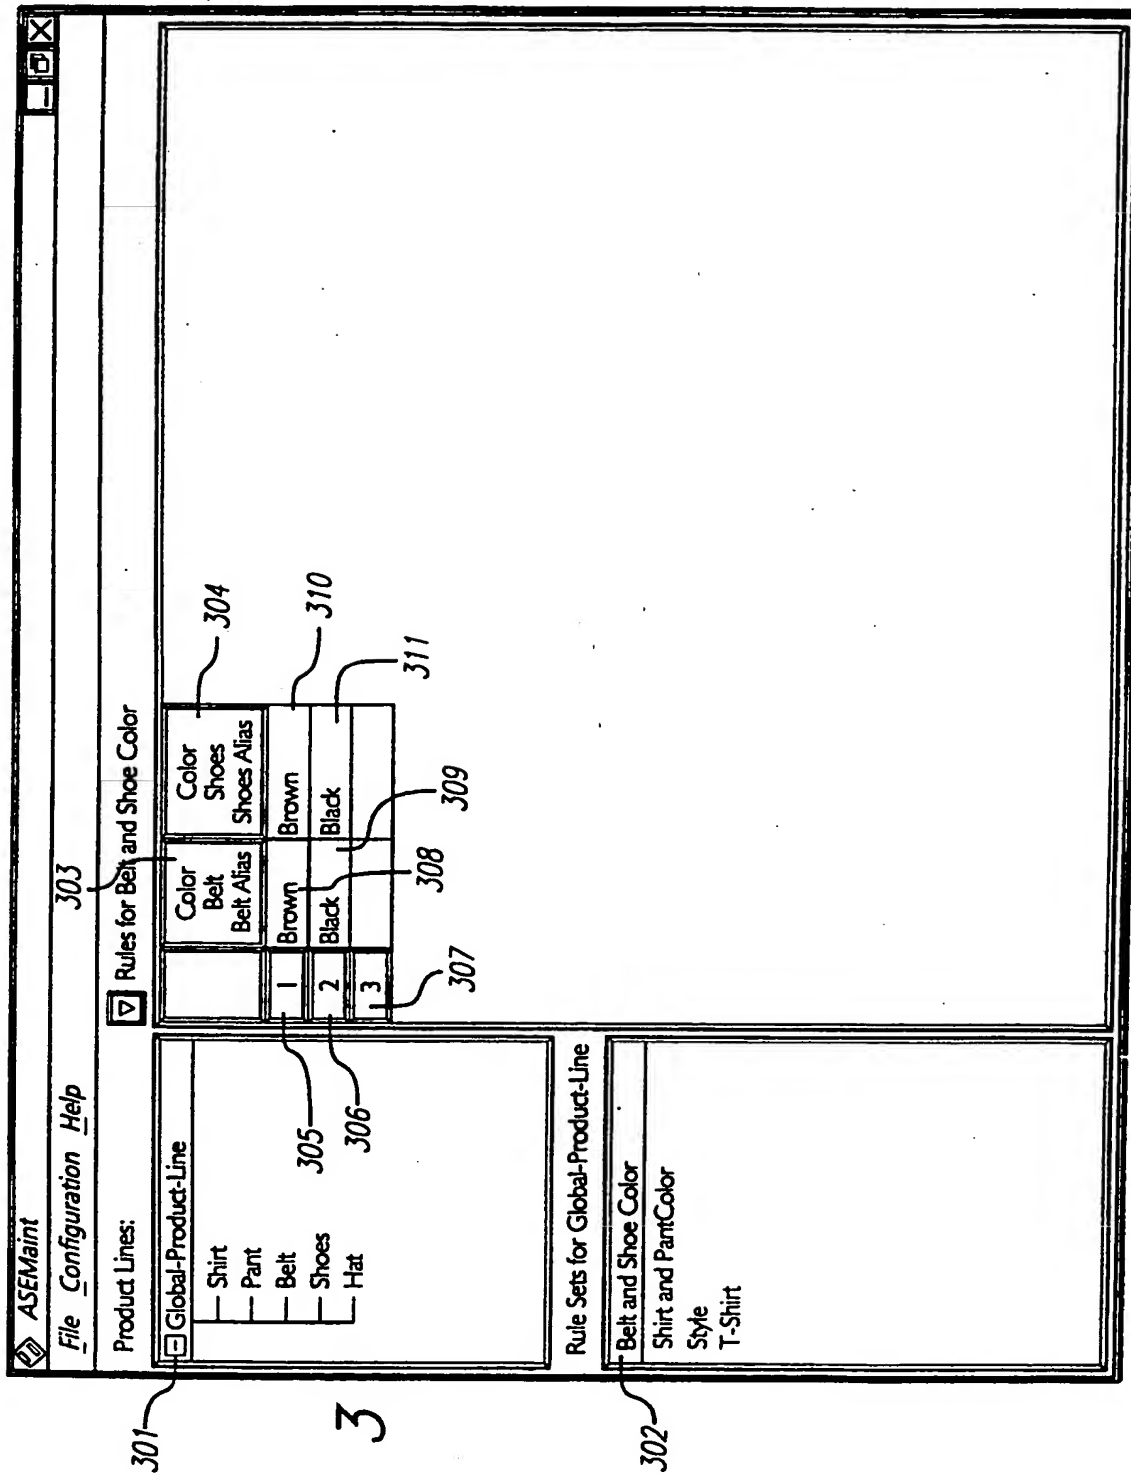 ASEMaint
File Configuration Help
Product Lines:
Global-Product-Line
Shirt
Pant
Belt
Shoes
Hat
Rule Sets for Global-Product-Line
Belt and Shoe Color
Shirt and PantColor
Style
T-Shirt
Rules for Belt and Shoe Color
Color
Belt
Belt Alias
Color
Shoes
Shoes Alias
1 Brown Brown
2 Black Black
3
301
302
303
304
305
306
307
308
309
310
311
3